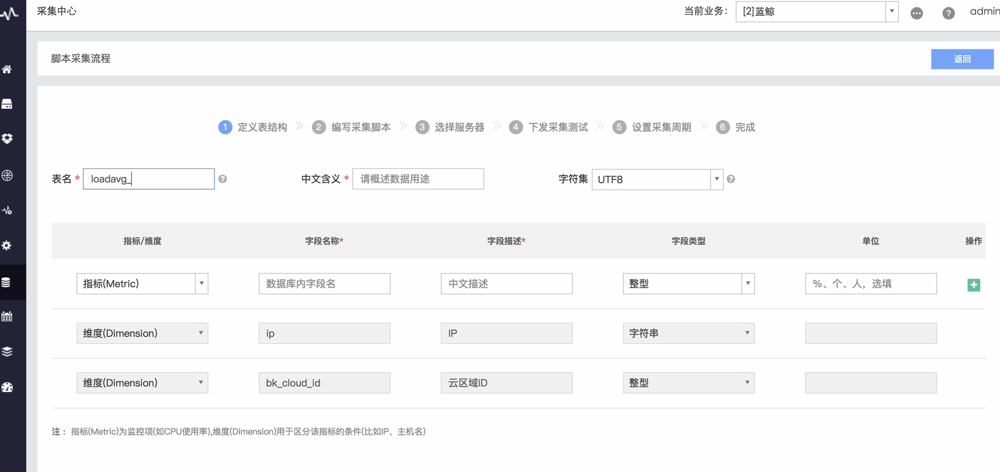 采集中心
当前业务：
[2]蓝鲸
admin
脚本采集流程
返回
1 定义表结构
2 编写采集脚本
3 选择服务器
4 下发采集测试
5 设置采集周期
6 完成
表名 *
loadavg_
中文含义 *
请概述数据用途
字符集
UTF8
指标/维度
字段名称*
字段描述*
字段类型
单位
操作
指标(Metric)
数据库内字段名
中文描述
整型
%、个、人，选填
维度(Dimension)
ip
IP
字符串
维度(Dimension)
bk_cloud_id
云区域ID
整型
注： 指标(Metric)为监控项(如CPU使用率),维度(Dimension)用于区分该指标的条件(比如IP、主机名)